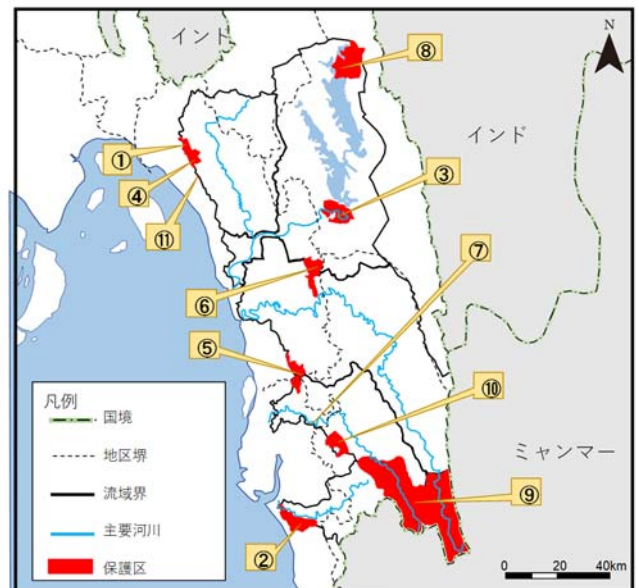 インド
N
⑧
インド
①
④
③
⑪
⑦
⑥
⑤
⑩
凡例
国境
地区堺
流域界
主要河川
保護区
ミャンマー
⑨
②
0 20 40km